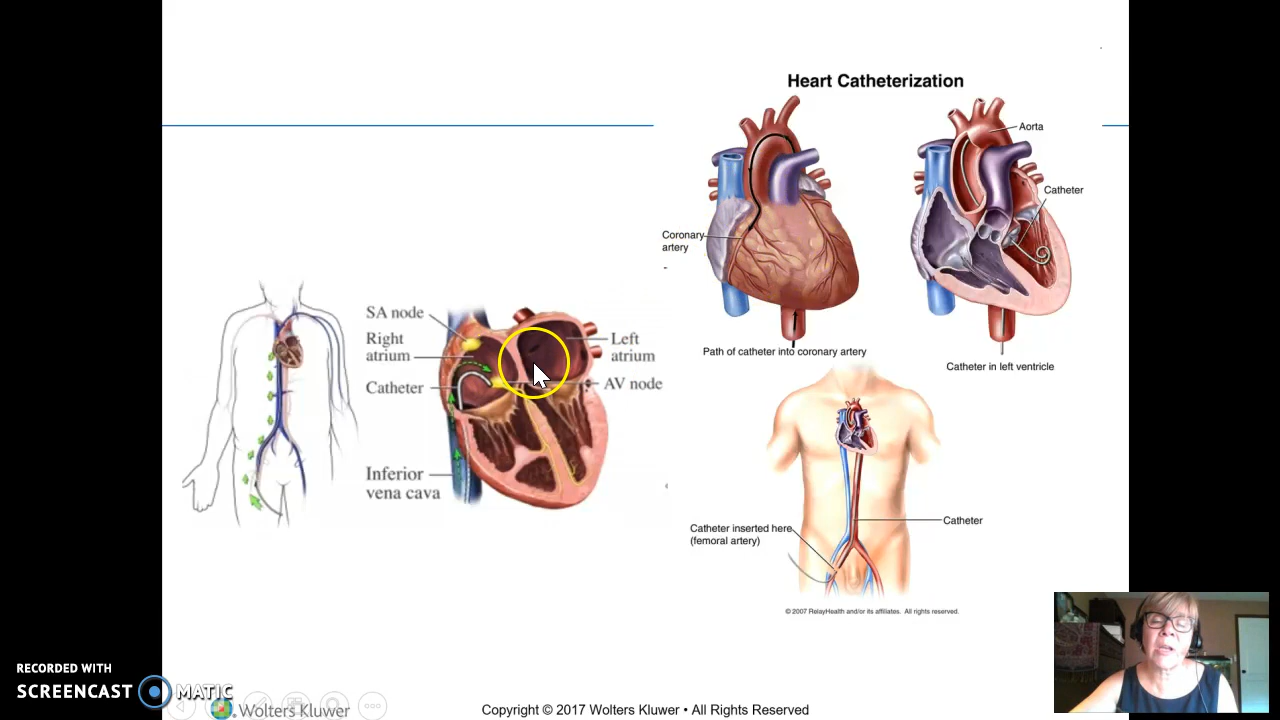 Heart Catheterization
Aorta
Catheter
Coronary
artery
Path of catheter into coronary artery
Catheter in left ventricle
SA node
Right
atrium
Catheter
Inferior
vena cava
Left
atrium
AV node
Catheter inserted here
(femoral artery)
Catheter
© 2007 RelayHealth and/or its affiliates. All rights reserved.
RECORDED WITH
SCREENCAST MATIC
Wolters Kluwer
Copyright © 2017 Wolters Kluwer • All Rights Reserved